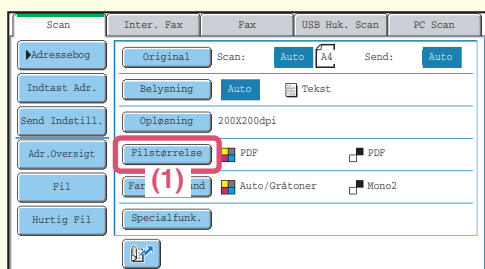 Scan Inter. Fax Fax USB Huk. Scan PC Scan
Adressebog Original Scan: Auto A4 Send: Auto
Indtast Adr. Belysning Auto Tekst
Send Indstill. Opløsning 200X200dpi
Adr.Oversigt Filstørrelse PDF PDF
Fil (1) Auto/Gråtoner Mono2
Hurtig Fil Specialfunk.